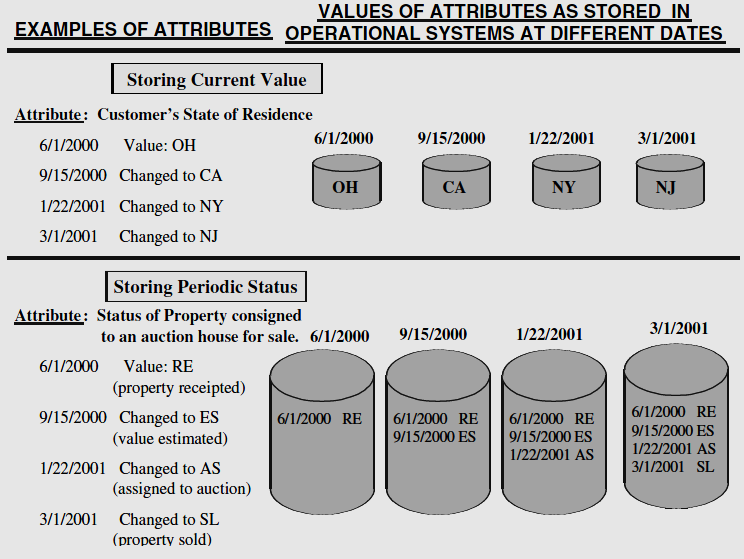 EXAMPLES OF ATTRIBUTES
VALUES OF ATTRIBUTES AS STORED IN
OPERATIONAL SYSTEMS AT DIFFERENT DATES
Storing Current Value
Attribute: Customer's State of Residence
6/1/2000 Value: OH
9/15/2000 Changed to CA
1/22/2001 Changed to NY
3/1/2001 Changed to NJ
6/1/2000 9/15/2000 1/22/2001 3/1/2001
OH CA NY NJ
Storing Periodic Status
Attribute: Status of Property consigned
to an auction house for sale.
6/1/2000 Value: RE
(property receipted)
9/15/2000 Changed to ES
(value estimated)
1/22/2001 Changed to AS
(assigned to auction)
3/1/2001 Changed to SL
(property sold)
6/1/2000
6/1/2000 RE
9/15/2000
6/1/2000 RE
9/15/2000 ES
1/22/2001
6/1/2000 RE
9/15/2000 ES
1/22/2001 AS
3/1/2001
6/1/2000 RE
9/15/2000 ES
1/22/2001 AS
3/1/2001 SL